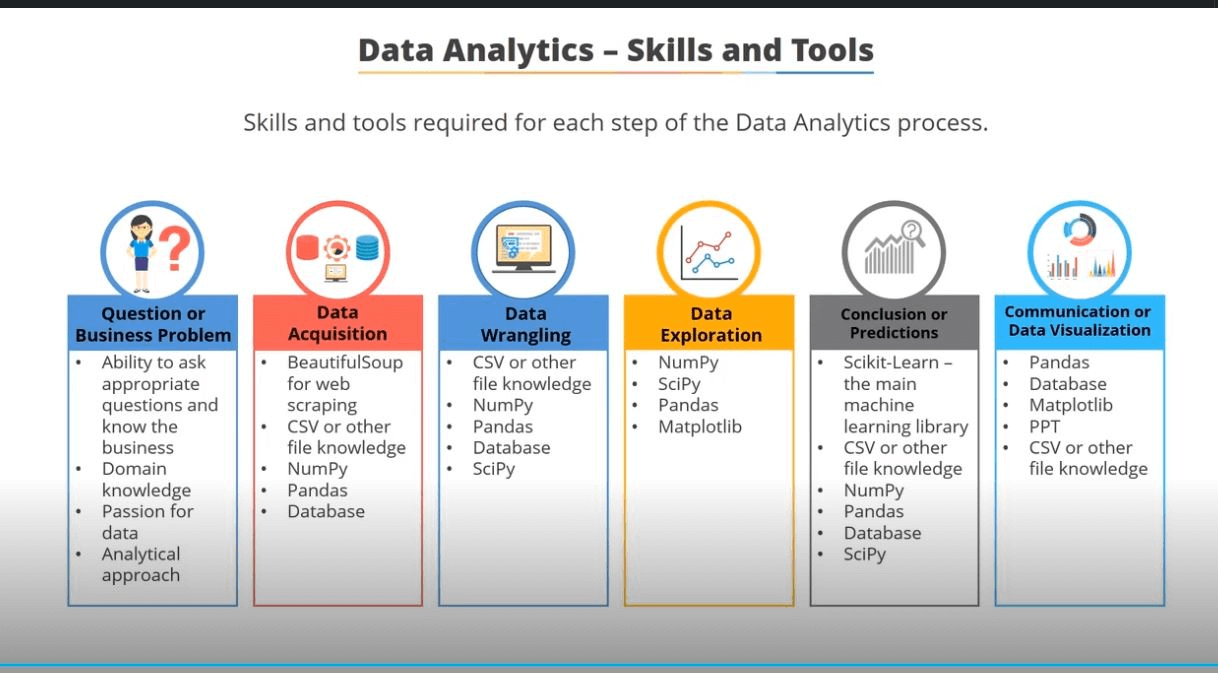 Data Analytics – Skills and Tools
Skills and tools required for each step of the Data Analytics process.
Question or
Business Problem
• Ability to ask
appropriate
questions and
know the
business
• Domain
knowledge
• Passion for
data
• Analytical
approach
Data
Acquisition
• BeautifulSoup
for web
scraping
• CSV or other
file knowledge
• NumPy
• Pandas
• Database
Data
Wrangling
• CSV or other
file knowledge
• NumPy
• Pandas
• Database
• SciPy
Data
Exploration
• NumPy
• SciPy
• Pandas
• Matplotlib
Conclusion or
Predictions
• Scikit-Learn –
the main
machine
learning library
• CSV or other
file knowledge
• NumPy
• Pandas
• Database
• SciPy
Communication or
Data Visualization
• Pandas
• Database
• Matplotlib
• PPT
• CSV or other
file knowledge